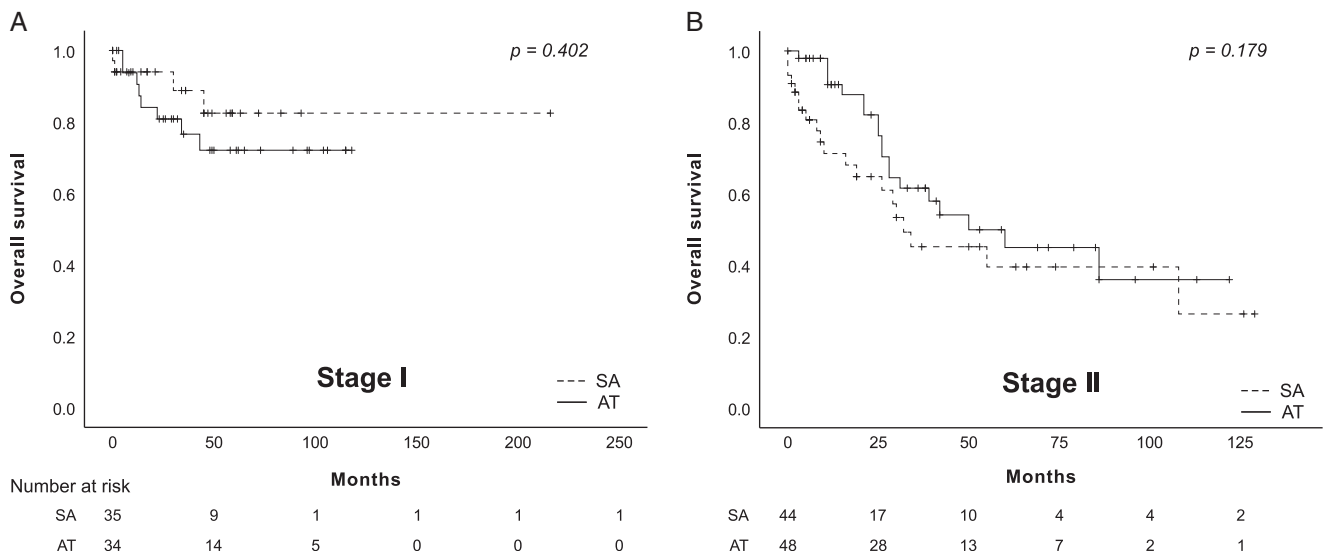 A
p = 0.402
1.0
0.8
0.6
0.4
0.2
0.0
Overall survival
Stage I
SA
AT
0 50 100 150 200 250
Months
Number at risk
SA 35 9 1 1 1 1
AT 34 14 5 0 0 0
B
p = 0.179
1.0
0.8
0.6
0.4
0.2
0.0
Overall survival
Stage II
SA
AT
0 25 50 75 100 125
Months
SA 44 17 10 4 4 2
AT 48 28 13 7 2 1